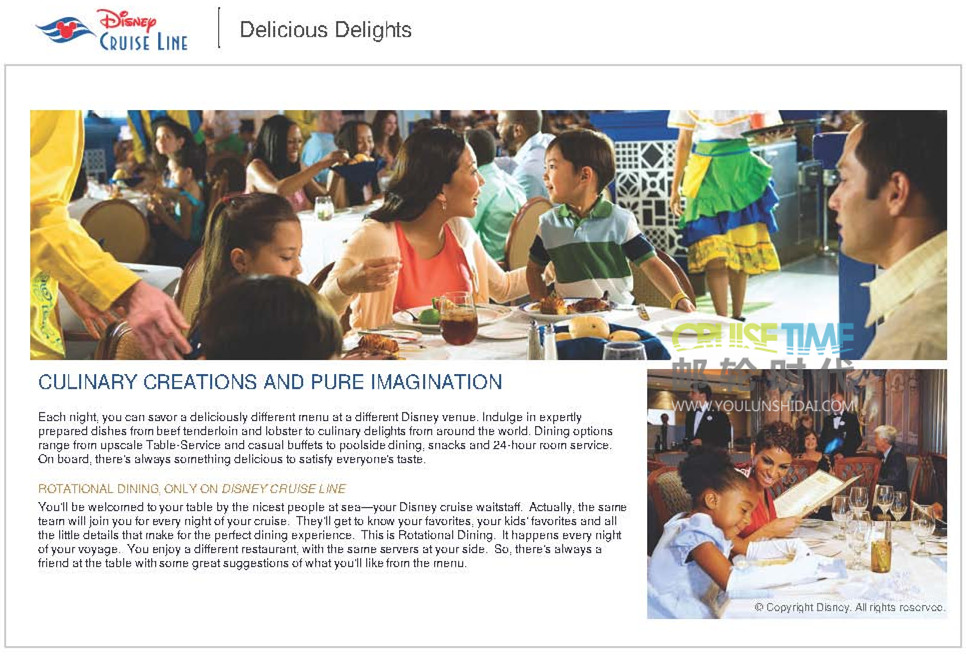 Disney
CRUISE LINE
Delicious Delights
CRUISETIME
邮轮时代
WWW.YOULUNSHIDAI.COM
CULINARY CREATIONS AND PURE IMAGINATION
Each night, you can savor a deliciously different menu at a different Disney venue. Indulge in expertly
prepared dishes from beef tenderloin and lobster to culinary delights from around the world. Dining options
range from upscale Table-Service and casual buffets to poolside dining, snacks and 24-hour room service.
On board, there's always something delicious to satisfy everyone's taste.
ROTATIONAL DINING, ONLY ON DISNEY CRUISE LINE
You'll be welcomed to your table by the nicest people at sea—your Disney cruise waitstaff. Actually, the same
team will join you for every night of your cruise. They'll get to know your favorites, your kids' favorites and all
the little details that make for the perfect dining experience. This is Rotational Dining. It happens every night
of your voyage. You enjoy a different restaurant, with the same servers at your side. So, there's always a
friend at the table with some great suggestions of what you'll like from the menu.
© Copyright Disney. All rights reserved.